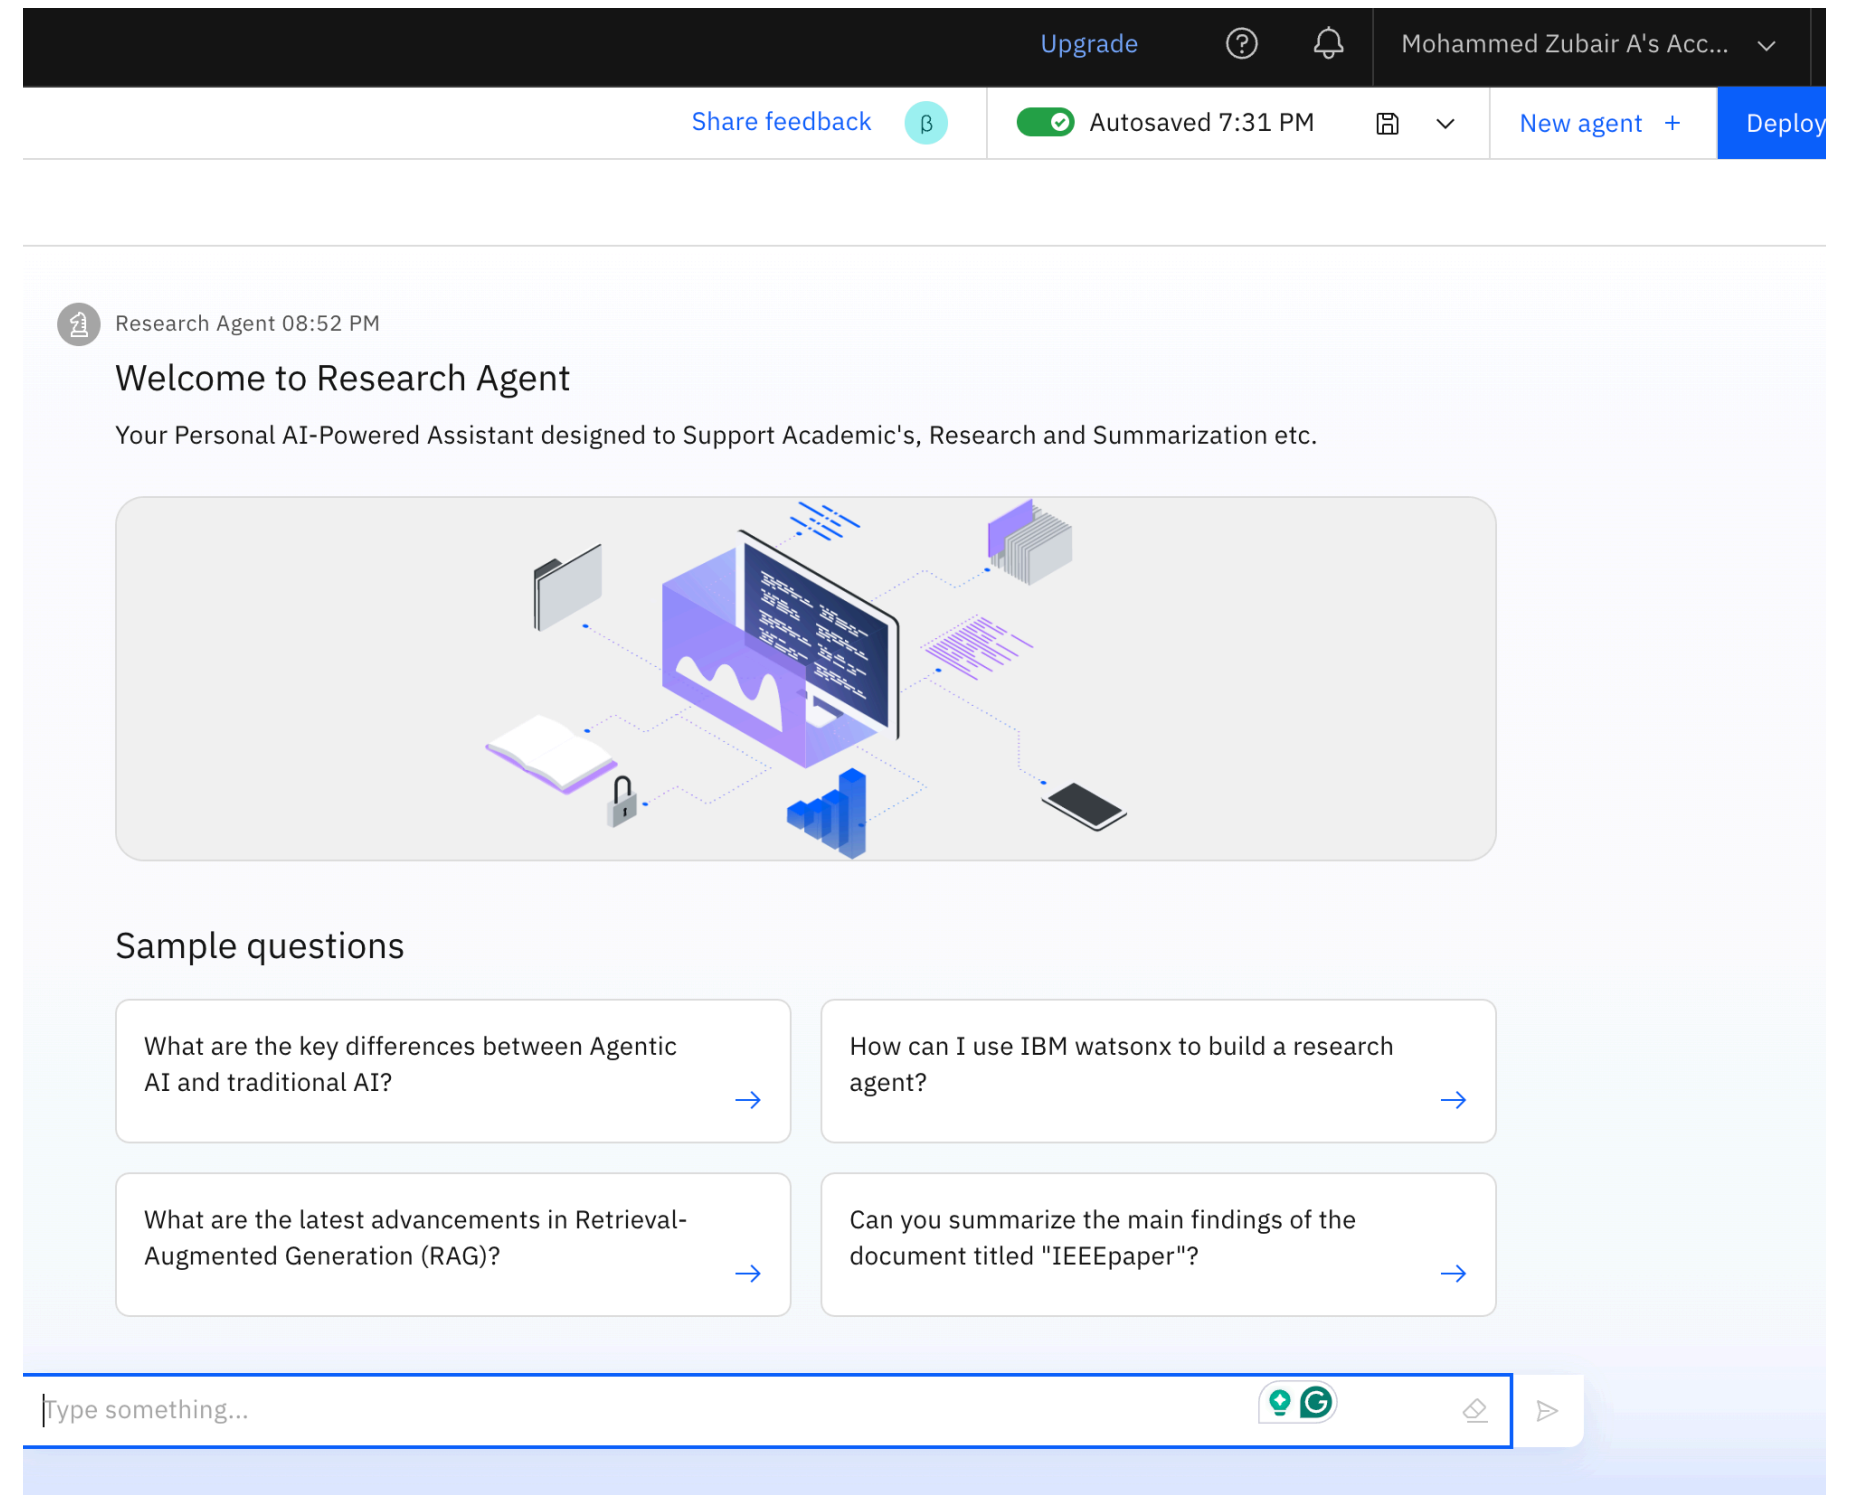 Upgrade
Mohammed Zubair A's Acc...
Share feedback
β
Autosaved 7:31 PM
New agent +
Deploy
Research Agent 08:52 PM
Welcome to Research Agent
Your Personal AI-Powered Assistant designed to Support Academic's, Research and Summarization etc.
Sample questions
What are the key differences between Agentic
AI and traditional AI?
How can I use IBM watsonx to build a research
agent?
What are the latest advancements in Retrieval-
Augmented Generation (RAG)?
Can you summarize the main findings of the
document titled "IEEEpaper"?
Type something...